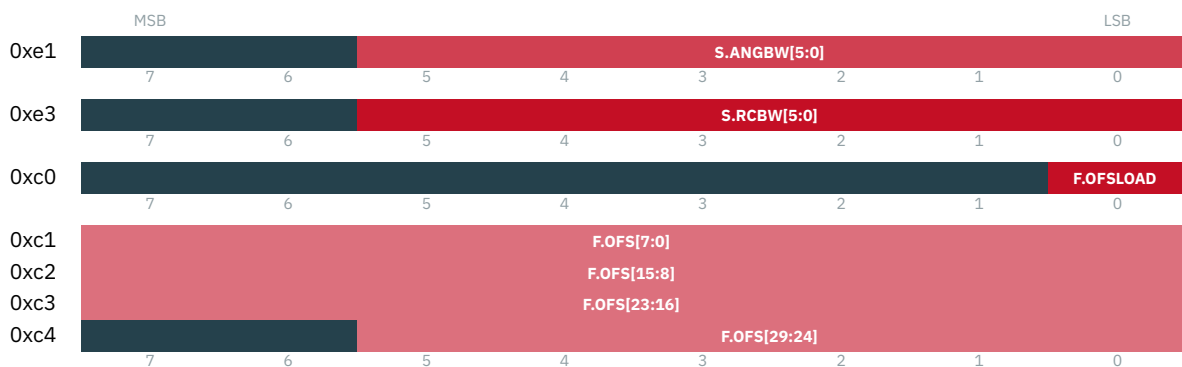 MSB LSB
0xe1 S.ANGBW[5:0]
7 6 5 4 3 2 1 0
0xe3 S.RCBW[5:0]
7 6 5 4 3 2 1 0
0xc0 F.OFSLOAD
7 6 5 4 3 2 1 0
0xc1 F.OFS[7:0]
0xc2 F.OFS[15:8]
0xc3 F.OFS[23:16]
0xc4 F.OFS[29:24]
7 6 5 4 3 2 1 0